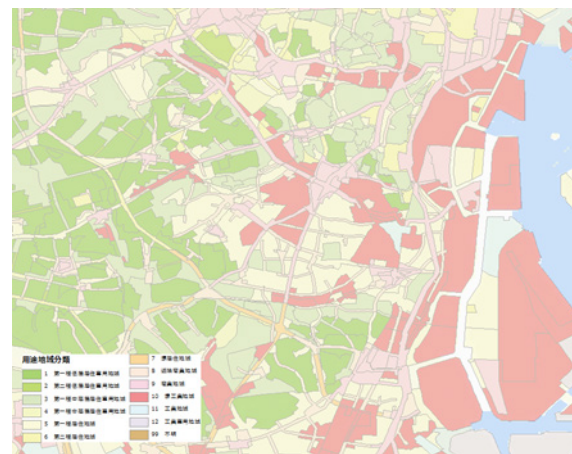 用途地域分類
1 第一種低層住居専用地域
2 第二種低層住居専用地域
3 第一種中高層住居専用地域
4 第二種中高層住居専用地域
5 第一種住居地域
6 第二種住居地域
7 準住居地域
8 近隣商業地域
9 商業地域
10 準工業地域
11 工業地域
12 工業専用地域
99 不明